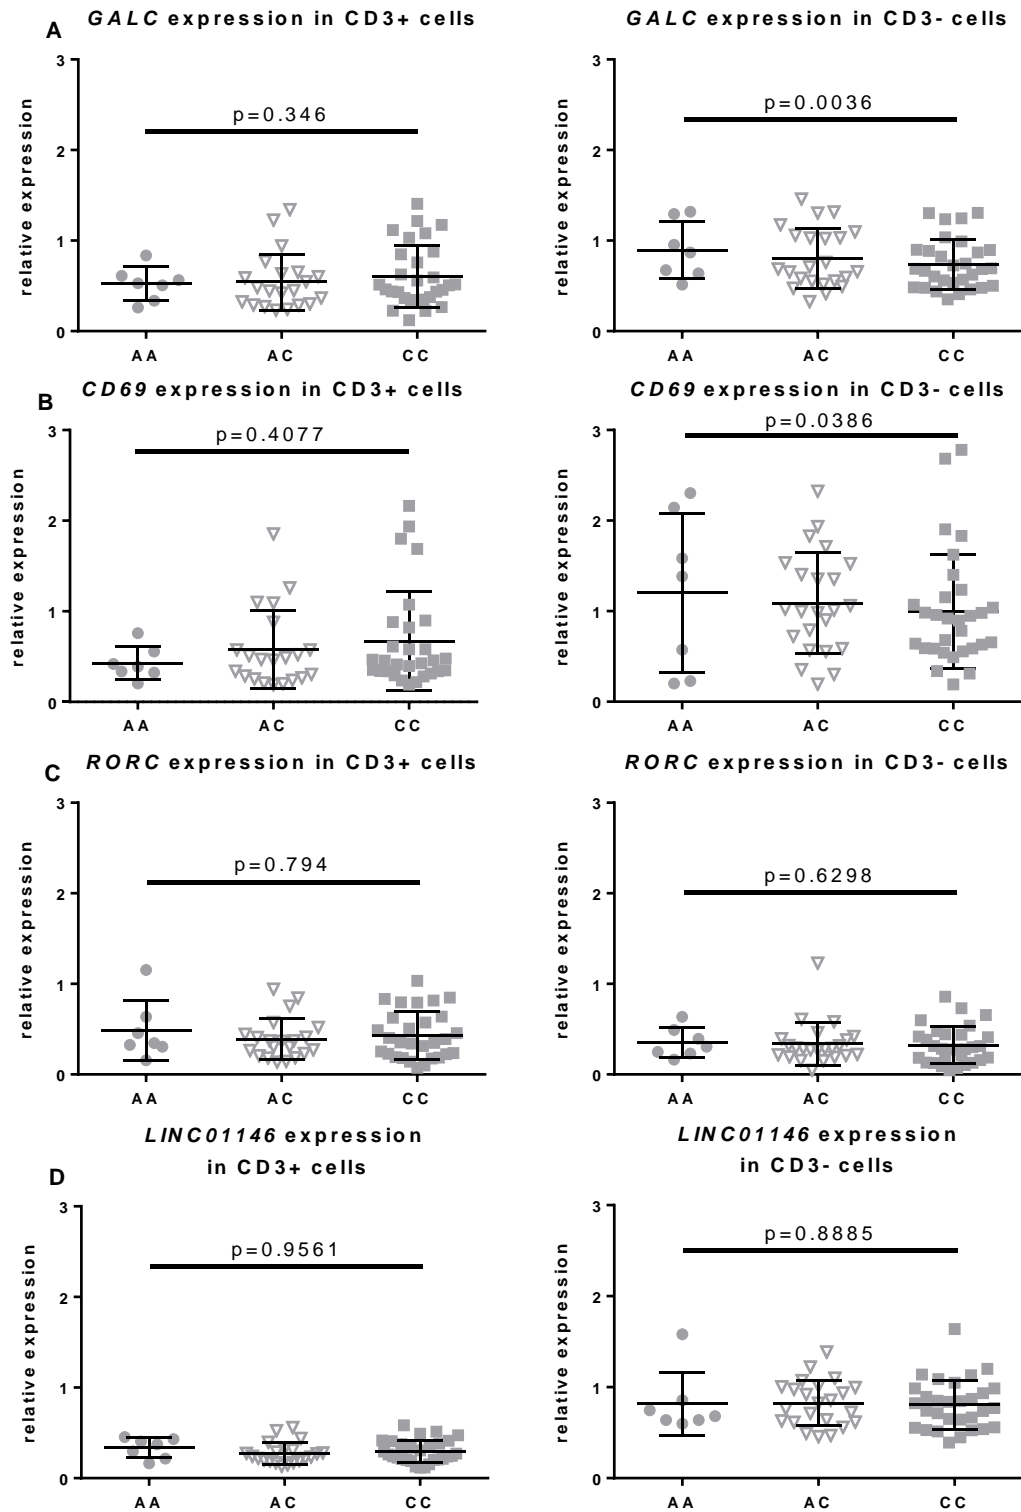 A
GALC expression in CD3+ cells
relative expression
3
2
1
0
p=0.346
AA AC CC
GALC expression in CD3- cells
relative expression
3
2
1
0
p=0.0036
AA AC CC
B
CD69 expression in CD3+ cells
relative expression
3
2
1
0
p=0.4077
AA AC CC
CD69 expression in CD3- cells
relative expression
3
2
1
0
p=0.0386
AA AC CC
C
RORC expression in CD3+ cells
relative expression
3
2
1
0
p=0.794
AA AC CC
RORC expression in CD3- cells
relative expression
3
2
1
0
p=0.6298
AA AC CC
D
LINC01146 expression
in CD3+ cells
relative expression
3
2
1
0
p=0.9561
AA AC CC
LINC01146 expression
in CD3- cells
relative expression
3
2
1
0
p=0.8885
AA AC CC